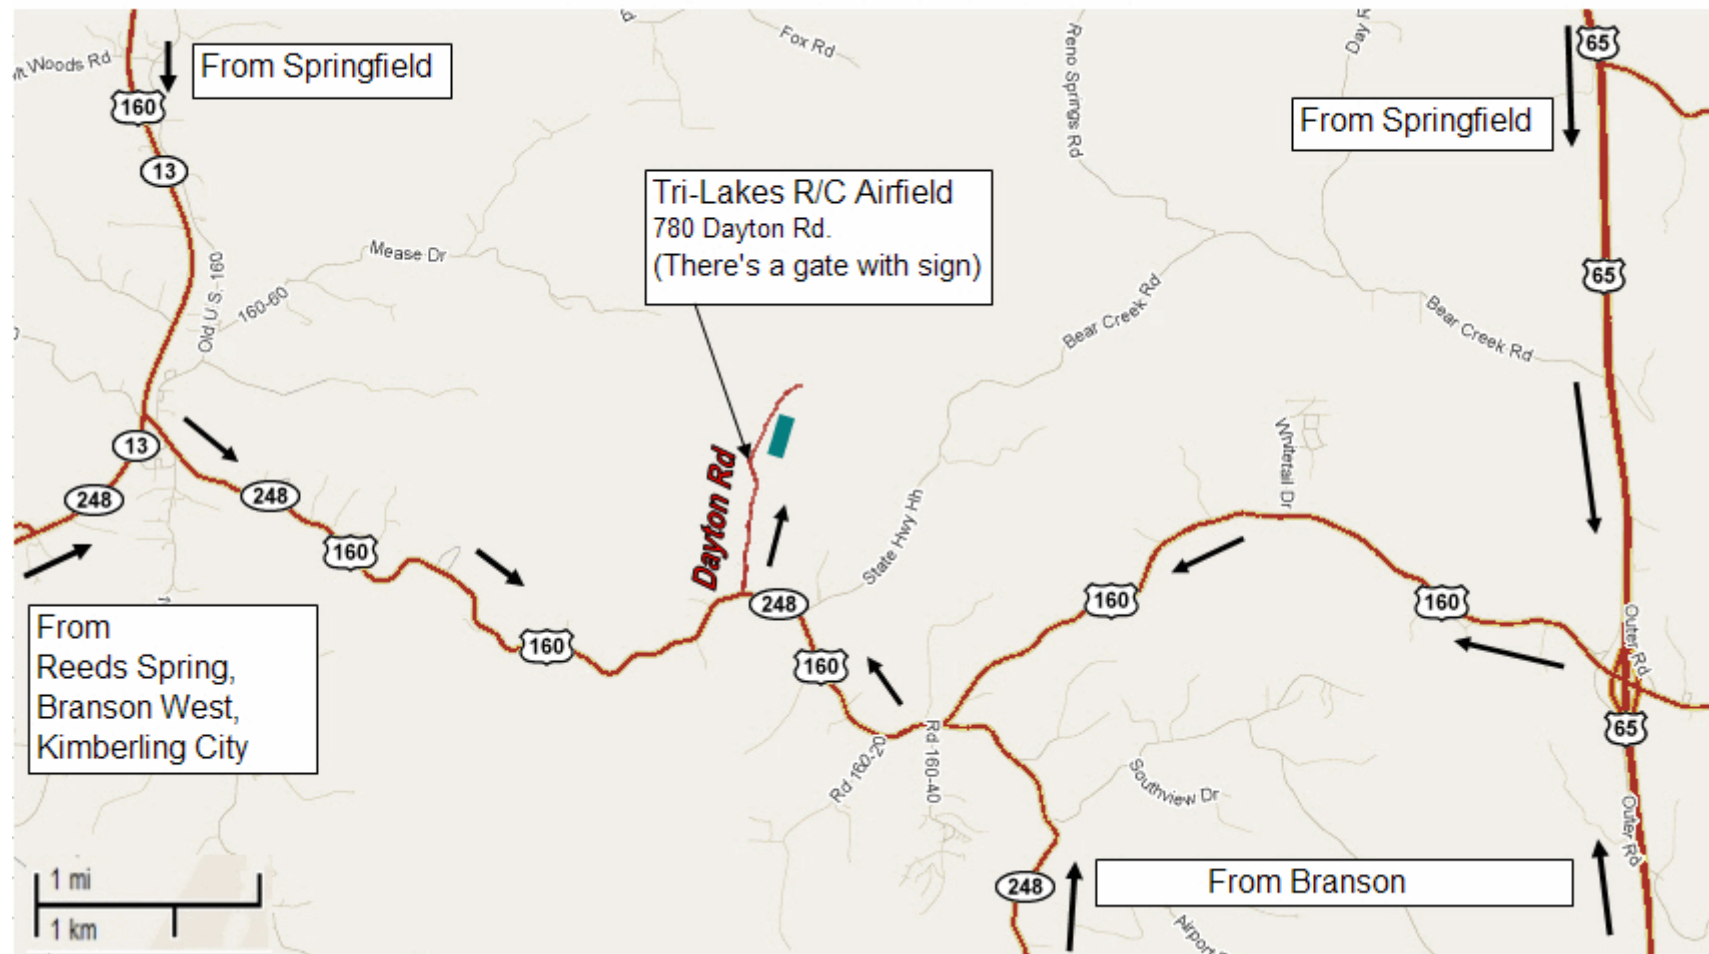 Fox Rd
Woods Rd
From Springfield
160
13
65
From Springfield
Reno Springs Rd
Tri-Lakes R/C Airfield
780 Dayton Rd.
(There's a gate with sign)
Mease Dr
Old U.S. 160
160-60
65
Bear Creek Rd
Bear Creek Rd
13
248
248
160
Dayton Rd
Whitetail Dr
State Hwy Hh
160
248
160
160
160
Outer Rd
From
Reeds Spring,
Branson West,
Kimberling City
65
Rd 160-20
Rd 160-40
Southview Dr
Outer Rd
1 mi
1 km
248
From Branson
Airport